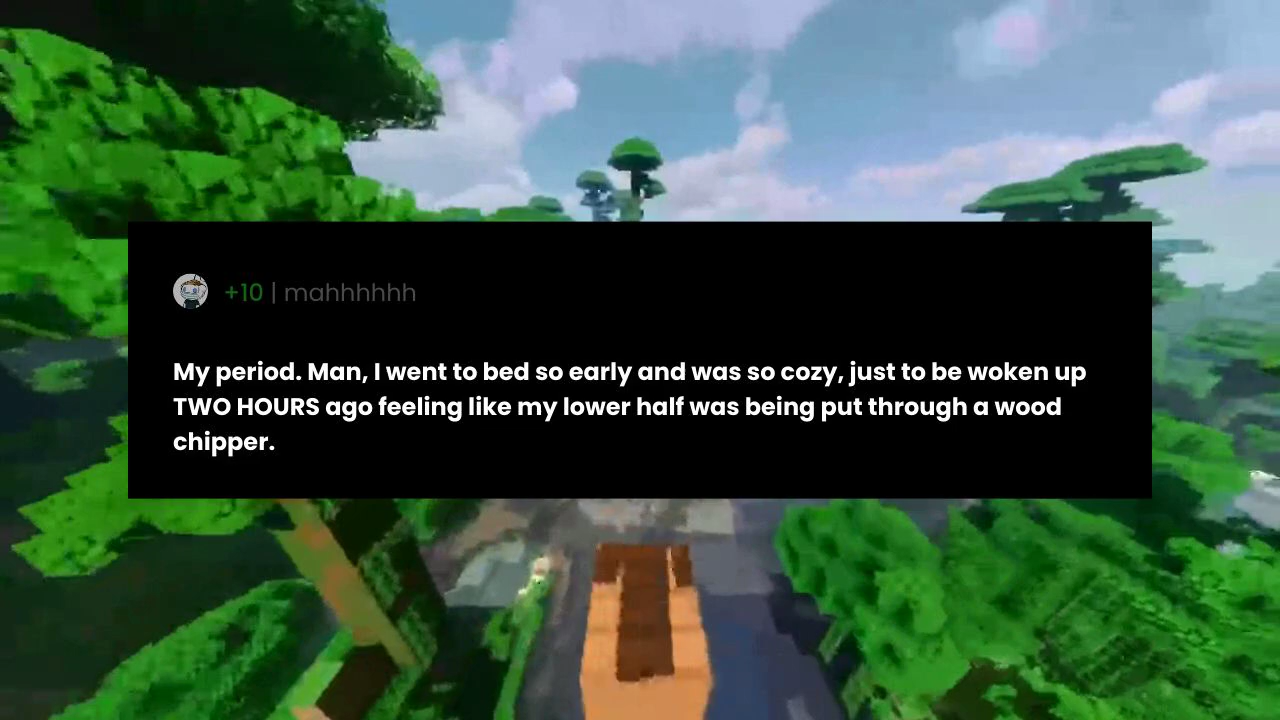 +10 | mahhhhhh
My period. Man, I went to bed so early and was so cozy, just to be woken up
TWO HOURS ago feeling like my lower half was being put through a wood
chipper.